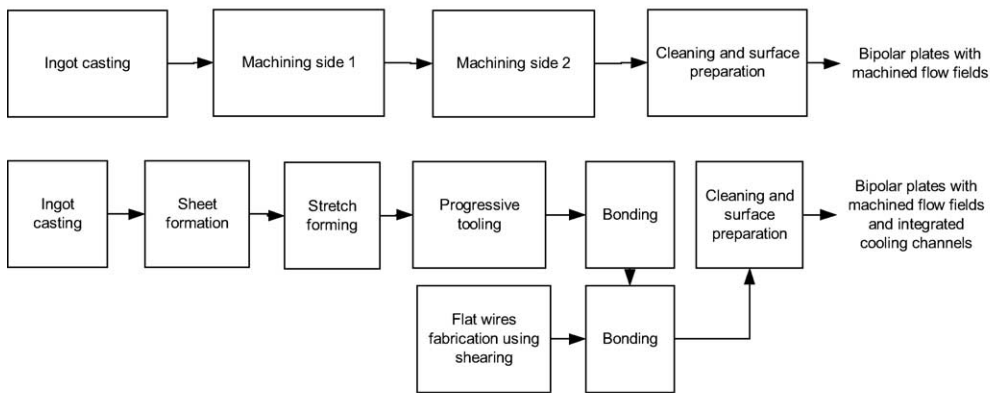 Ingot casting
Machining side 1
Machining side 2
Cleaning and surface
preparation
Bipolar plates with
machined flow fields
Ingot
casting
Sheet
formation
Stretch
forming
Progressive
tooling
Bonding
Cleaning and
surface
preparation
Bipolar plates with
machined flow fields
and integrated
cooling channels
Flat wires
fabrication using
shearing
Bonding